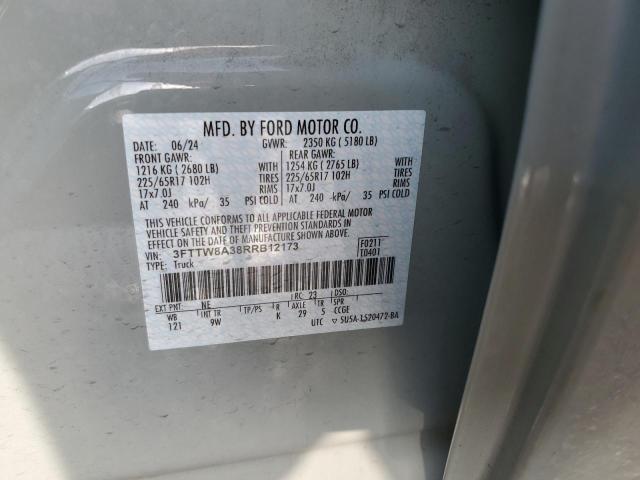 MFD. BY FORD MOTOR CO.
DATE: 06/24 GVWR: 2350 KG ( 5180 LB)
FRONT GAWR: REAR GAWR:
1216 KG ( 2680 LB) WITH 1254 KG ( 2765 LB) WITH
225/65R17 102H TIRES 225/65R17 102H TIRES
17x7.0J RIMS 17x7.0J RIMS
AT 240 kPa/ 35 PSI COLD AT 240 kPa/ 35 PSI COLD
THIS VEHICLE CONFORMS TO ALL APPLICABLE FEDERAL MOTOR
VEHICLE SAFETY AND THEFT PREVENTION STANDARDS IN EFFECT ON
THE DATE OF MANUFACTURE SHOWN ABOVE.
VIN: 3FTTW8A38RRB12173 F0211
TYPE: Truck T0401
EXT PNT: NE RC: 23 DSO:
WB INT TR TP/PS R AXLE TR SPR
121 9W K 29 5 CCGE
UTC ▽ 5U5A-1520472-BA